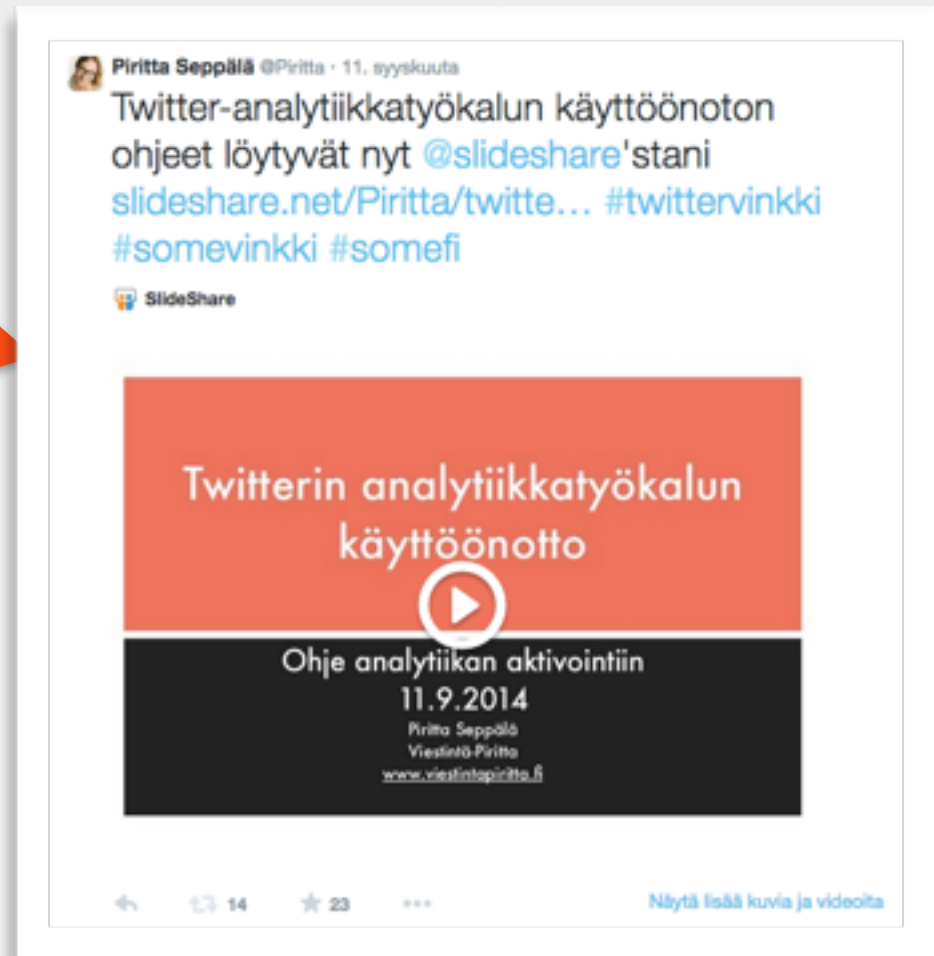 Piritta Seppälä @Piritta · 11. syyskuuta
Twitter-analytiikkatyökalun käyttöönoton
ohjeet löytyvät nyt @slideshare'stani
slideshare.net/Piritta/twitte... #twittervinkki
#somevinkki #somefi
SlideShare
Twitterin analytiikkatyökalun
käyttöönotto
Ohje analytiikan aktivointiin
11.9.2014
Piritta Seppälä
Viestintä-Piritta
www.viestintapiritta.fi
14 23
Näytä lisää kuvia ja videoita